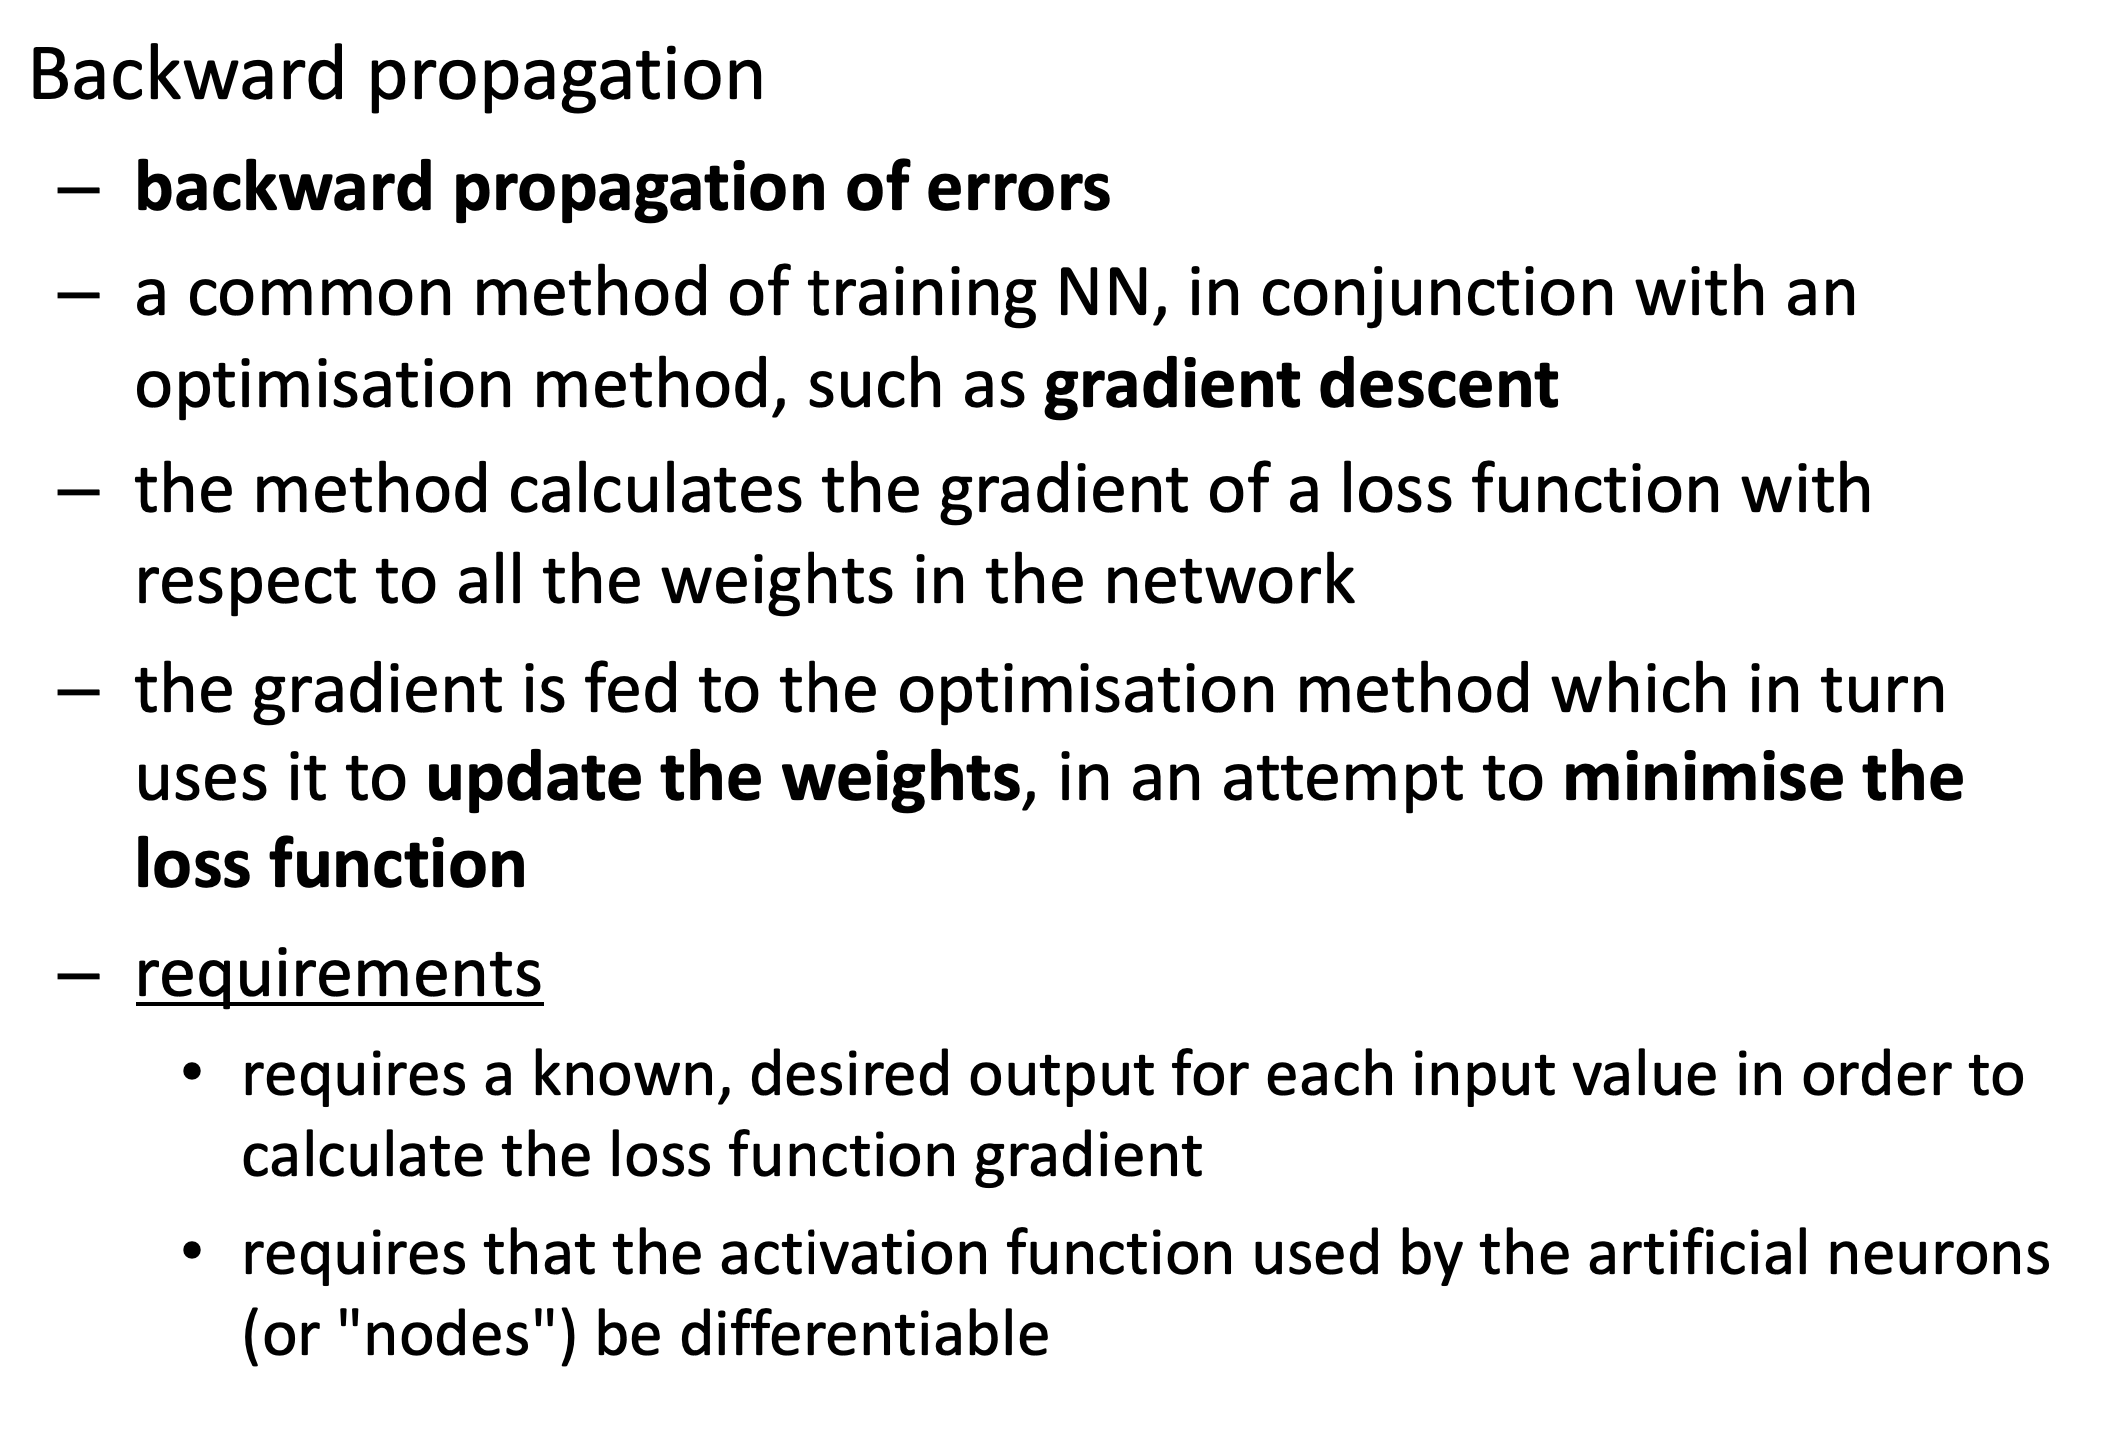 Backward propagation
– backward propagation of errors
– a common method of training NN, in conjunction with an
optimisation method, such as gradient descent
– the method calculates the gradient of a loss function with
respect to all the weights in the network
– the gradient is fed to the optimisation method which in turn
uses it to update the weights, in an attempt to minimise the
loss function
– requirements
• requires a known, desired output for each input value in order to
calculate the loss function gradient
• requires that the activation function used by the artificial neurons
(or "nodes") be differentiable